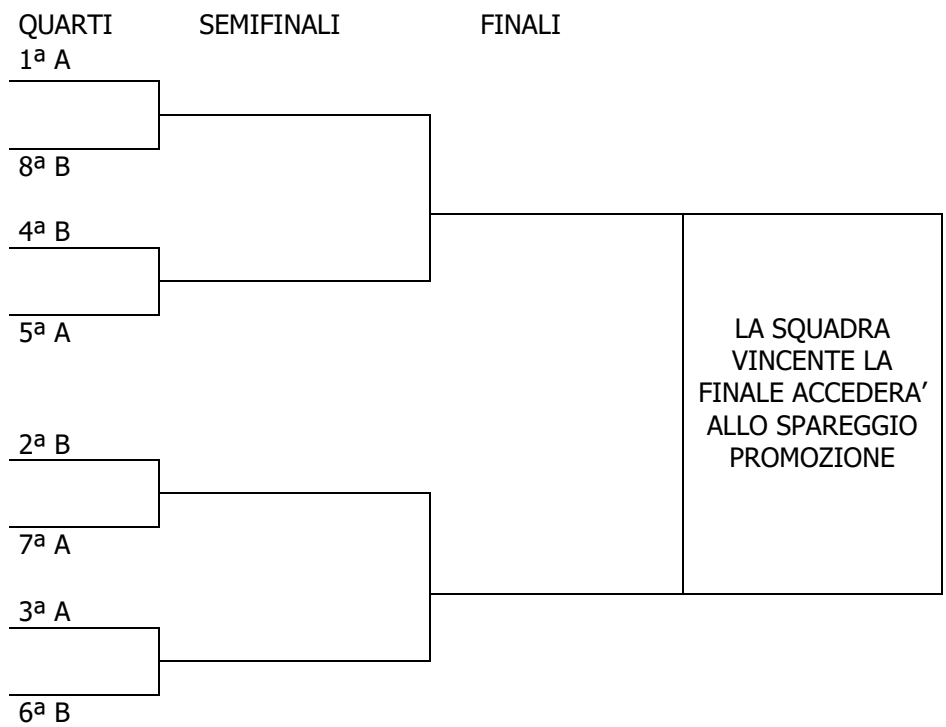 QUARTI SEMIFINALI FINALI
1ª A
8ª B
4ª B
5ª A
2ª B
7ª A
3ª A
6ª B
LA SQUADRA
VINCENTE LA
FINALE ACCEDERA’
ALLO SPAREGGIO
PROMOZIONE